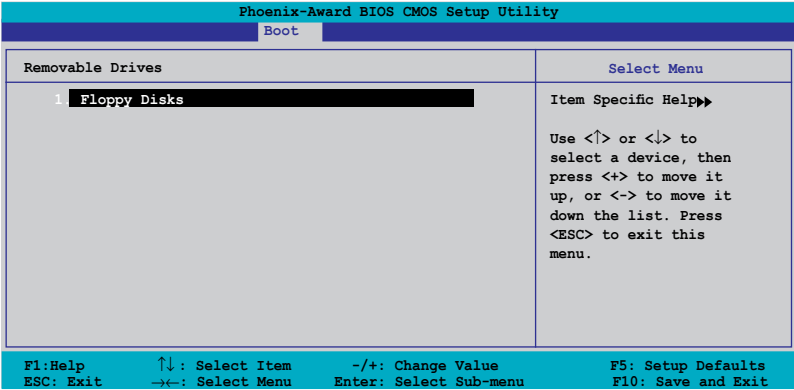 Phoenix-Award BIOS CMOS Setup Utility
Boot
Removable Drives
Select Menu
1. Floppy Disks
Item Specific Help▸▸
Use <↑> or <↓> to
select a device, then
press <+> to move it
up, or <-> to move it
down the list. Press
<ESC> to exit this
menu.
F1:Help ↑↓: Select Item -/+: Change Value F5: Setup Defaults
ESC: Exit →←: Select Menu Enter: Select Sub-menu F10: Save and Exit